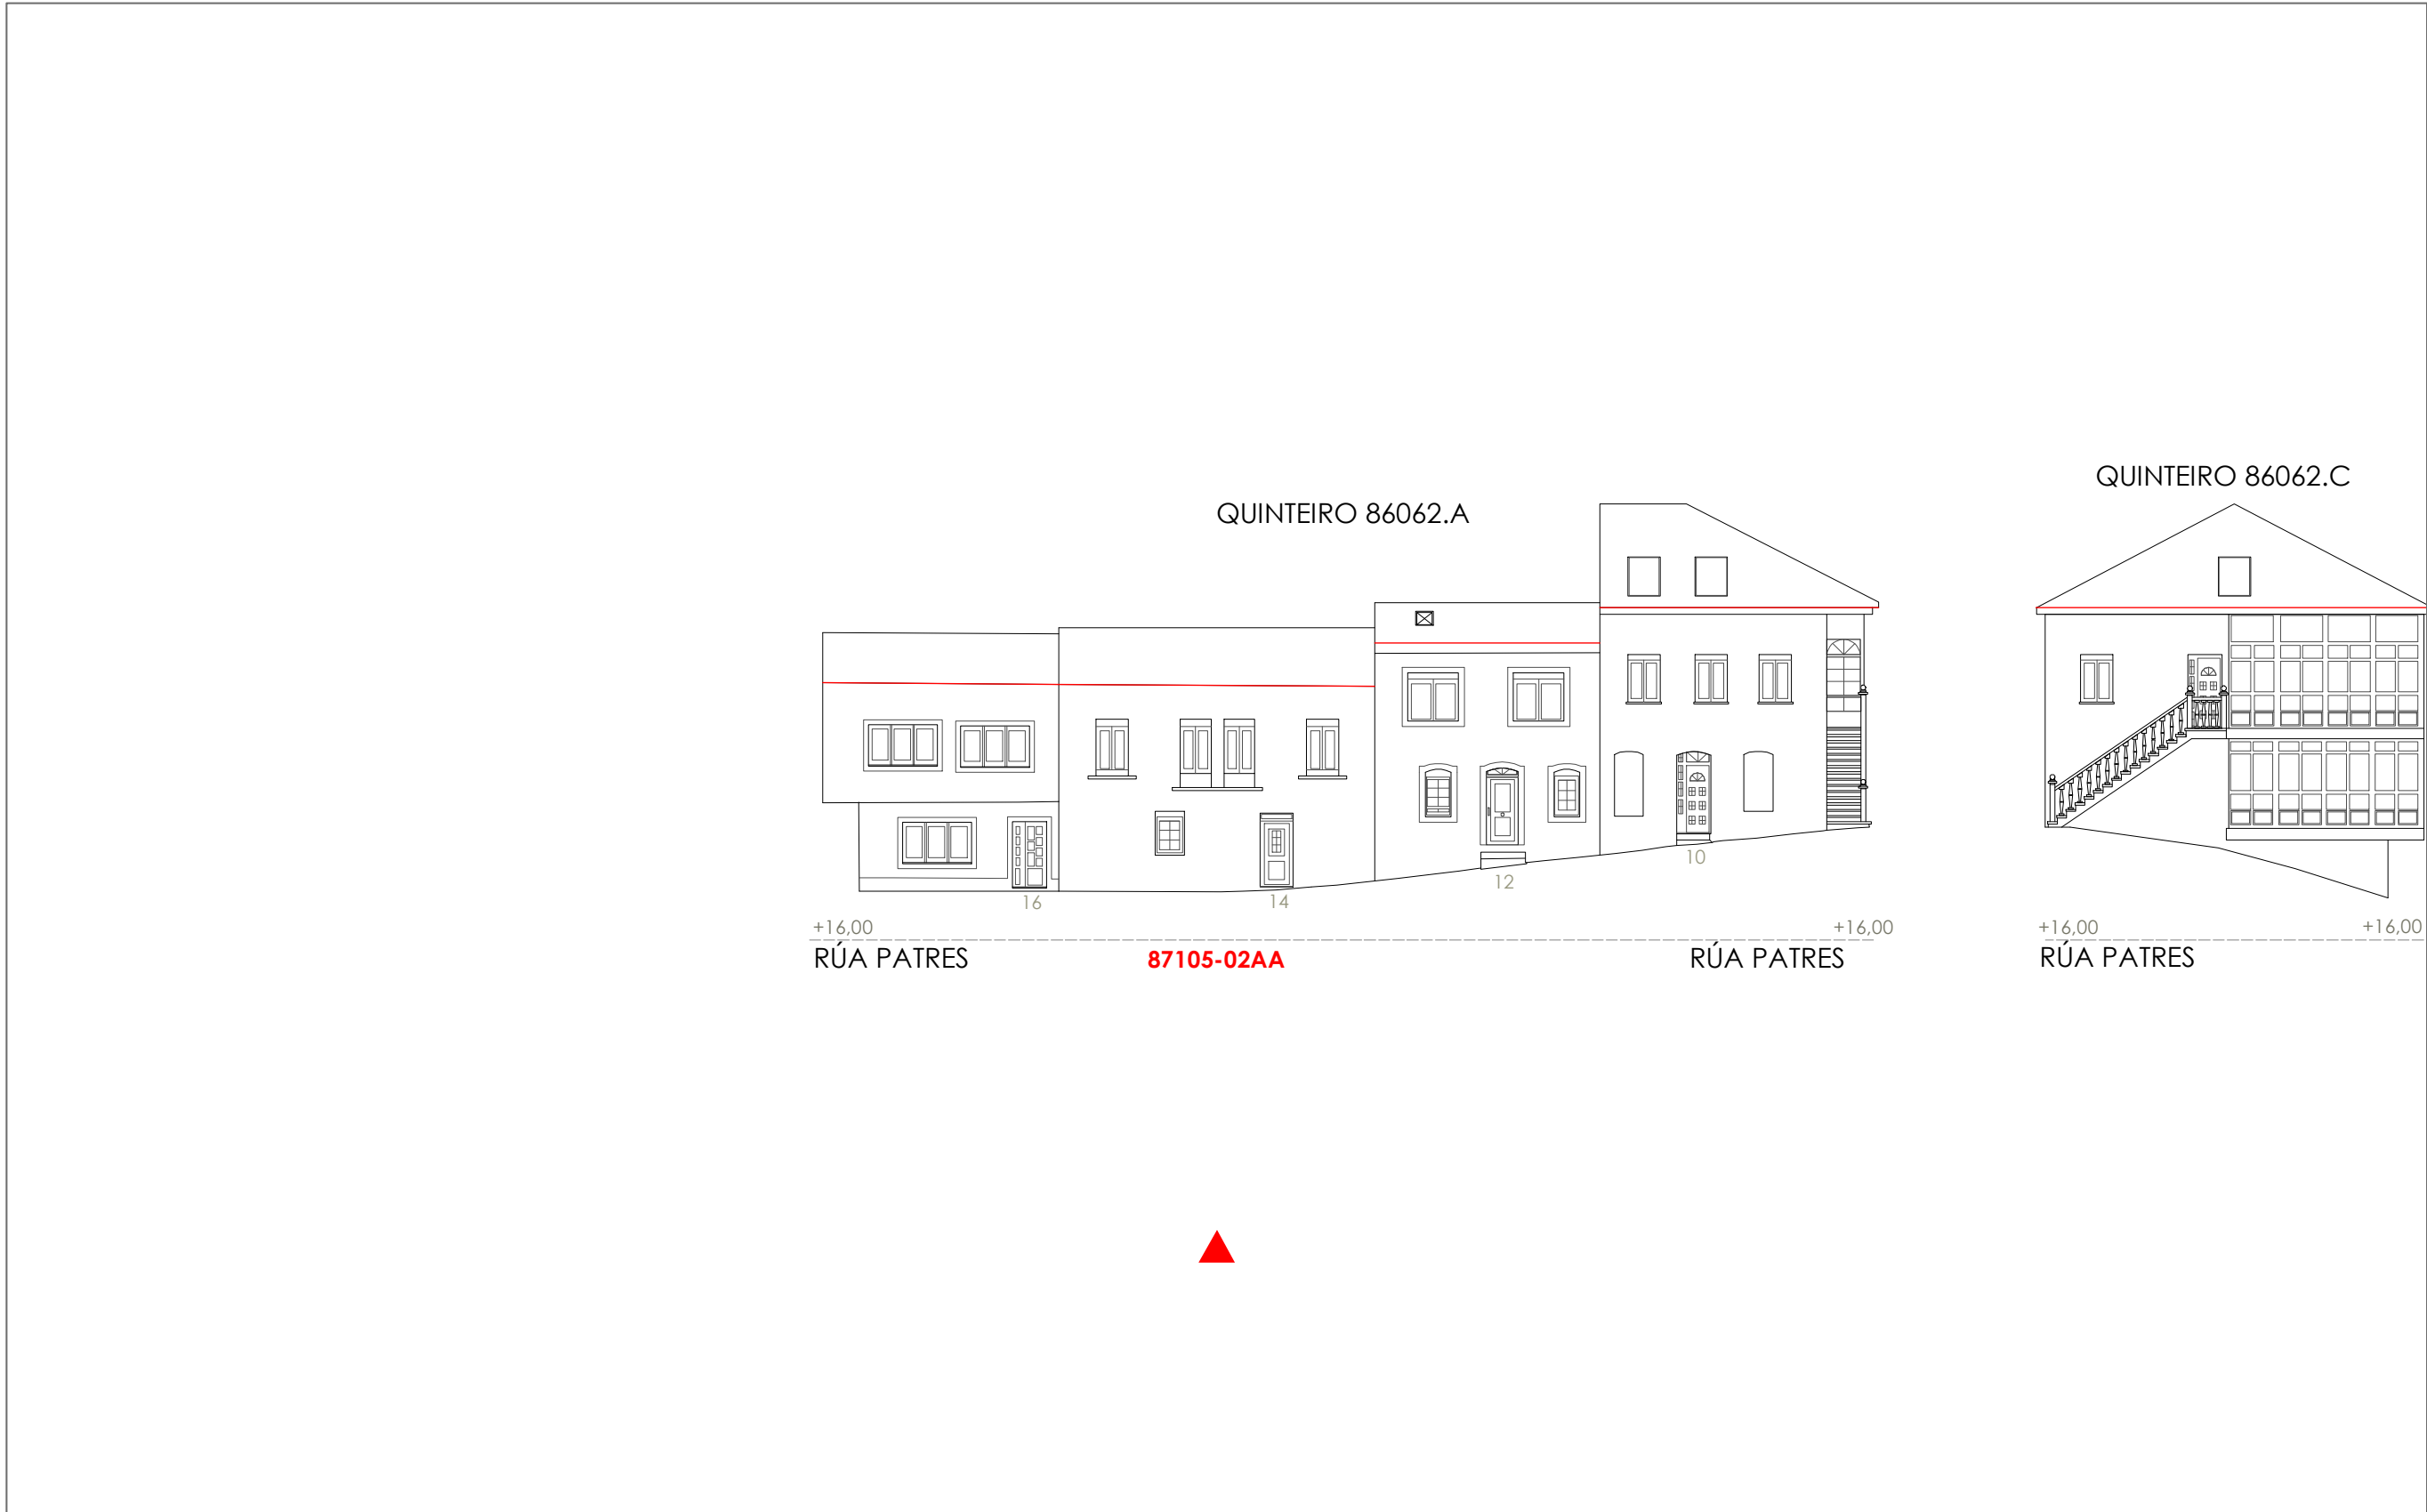 QUINTEIRO 86062.C
QUINTEIRO 86062.A
10
12
16
14
+16,00
+16,00
+16,00
+16,00
RÚA PATRES
87105-02AA
RÚA PATRES
RÚA PATRES